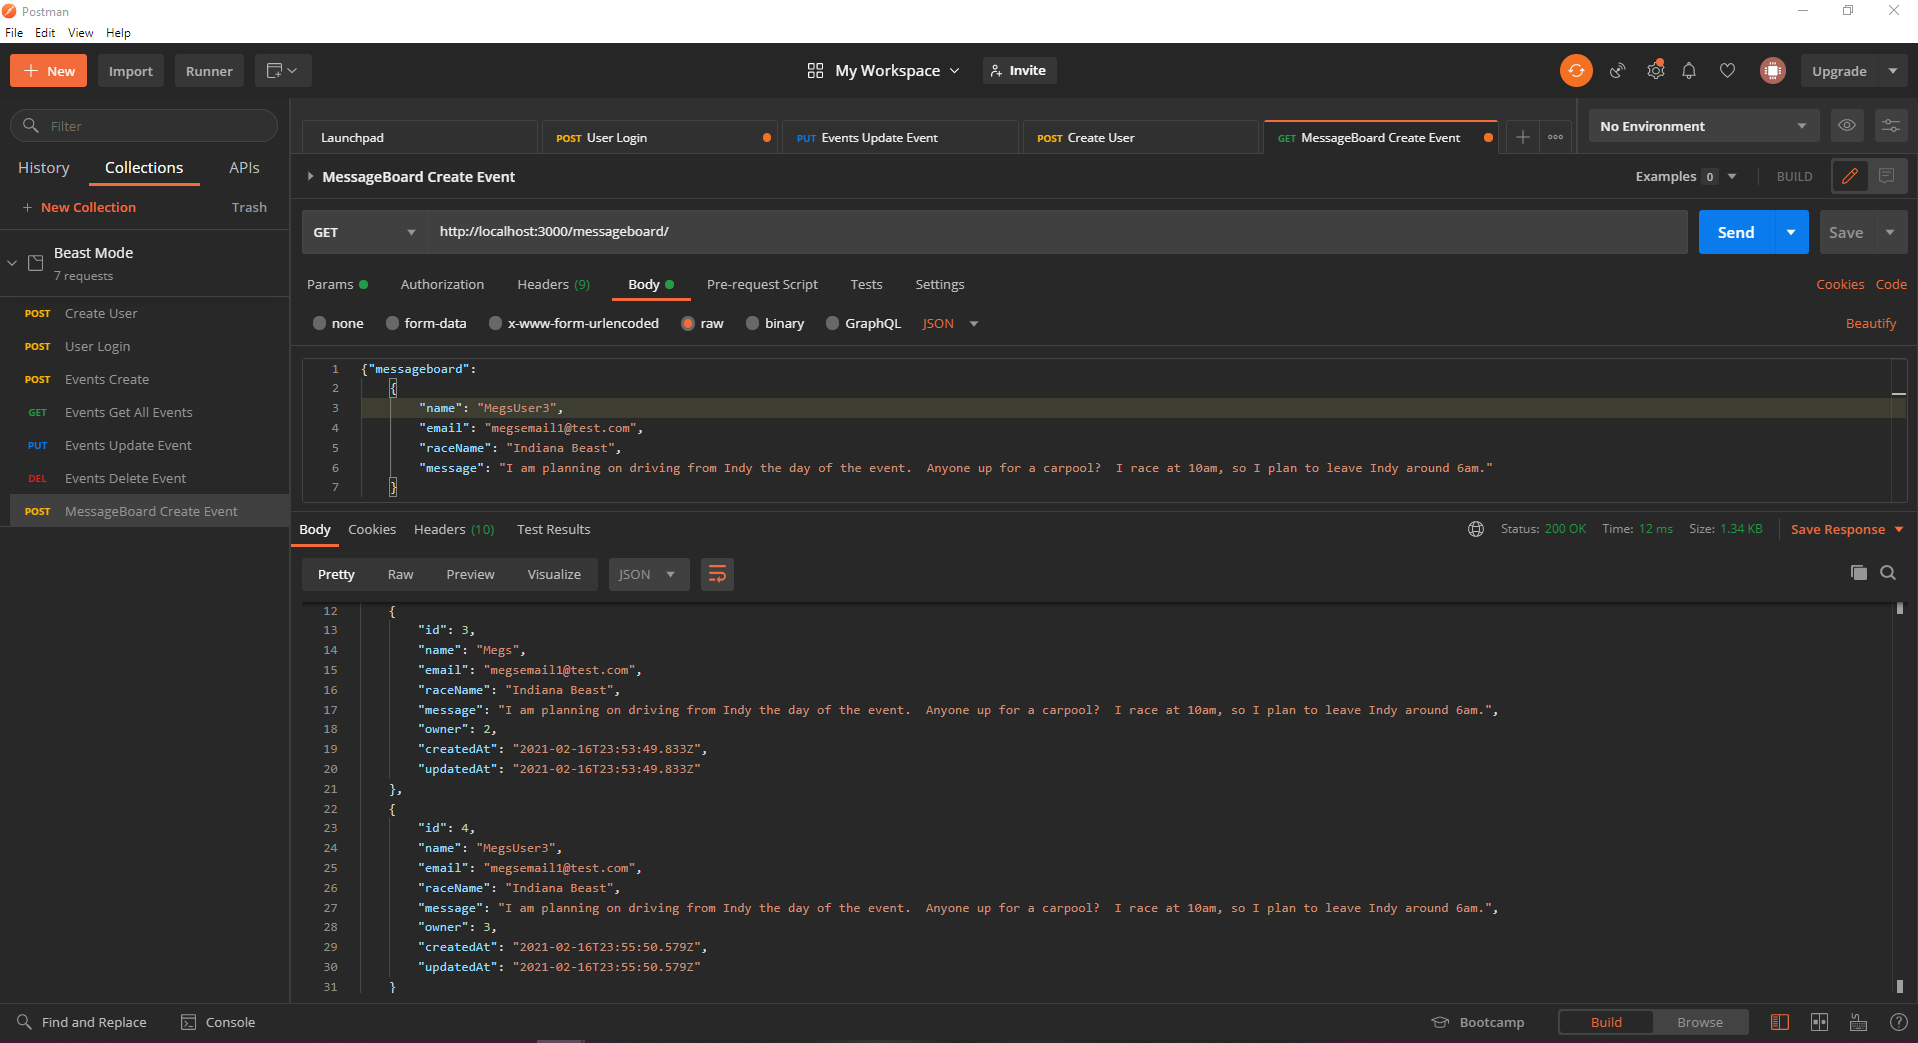 Postman
File Edit View Help
+ New Import Runner
My Workspace Invite
Upgrade
Filter
History Collections APIs
+ New Collection Trash
Beast Mode
7 requests
POST Create User
POST User Login
POST Events Create
GET Events Get All Events
PUT Events Update Event
DEL Events Delete Event
POST MessageBoard Create Event
Launchpad POST User Login PUT Events Update Event POST Create User GET MessageBoard Create Event + ooo
No Environment
MessageBoard Create Event
Examples 0 BUILD
GET http://localhost:3000/messageboard/
Send Save
Params Authorization Headers (9) Body Pre-request Script Tests Settings
Cookies Code
none form-data x-www-form-urlencoded raw binary GraphQL JSON
Beautify
1 {"messageboard":
2 {
3 "name": "MegsUser3",
4 "email": "megsemail1@test.com",
5 "raceName": "Indiana Beast",
6 "message": "I am planning on driving from Indy the day of the event.  Anyone up for a carpool?  I race at 10am, so I plan to leave Indy around 6am."
7 }
Body Cookies Headers (10) Test Results
Status: 200 OK Time: 12 ms Size: 1.34 KB Save Response
Pretty Raw Preview Visualize JSON
12 {
13 "id": 3,
14 "name": "Megs",
15 "email": "megsemail1@test.com",
16 "raceName": "Indiana Beast",
17 "message": "I am planning on driving from Indy the day of the event.  Anyone up for a carpool?  I race at 10am, so I plan to leave Indy around 6am.",
18 "owner": 2,
19 "createdAt": "2021-02-16T23:53:49.833Z",
20 "updatedAt": "2021-02-16T23:53:49.833Z"
21 },
22 {
23 "id": 4,
24 "name": "MegsUser3",
25 "email": "megsemail1@test.com",
26 "raceName": "Indiana Beast",
27 "message": "I am planning on driving from Indy the day of the event.  Anyone up for a carpool?  I race at 10am, so I plan to leave Indy around 6am.",
28 "owner": 3,
29 "createdAt": "2021-02-16T23:55:50.579Z",
30 "updatedAt": "2021-02-16T23:55:50.579Z"
31 }
Find and Replace Console
Bootcamp Build Browse